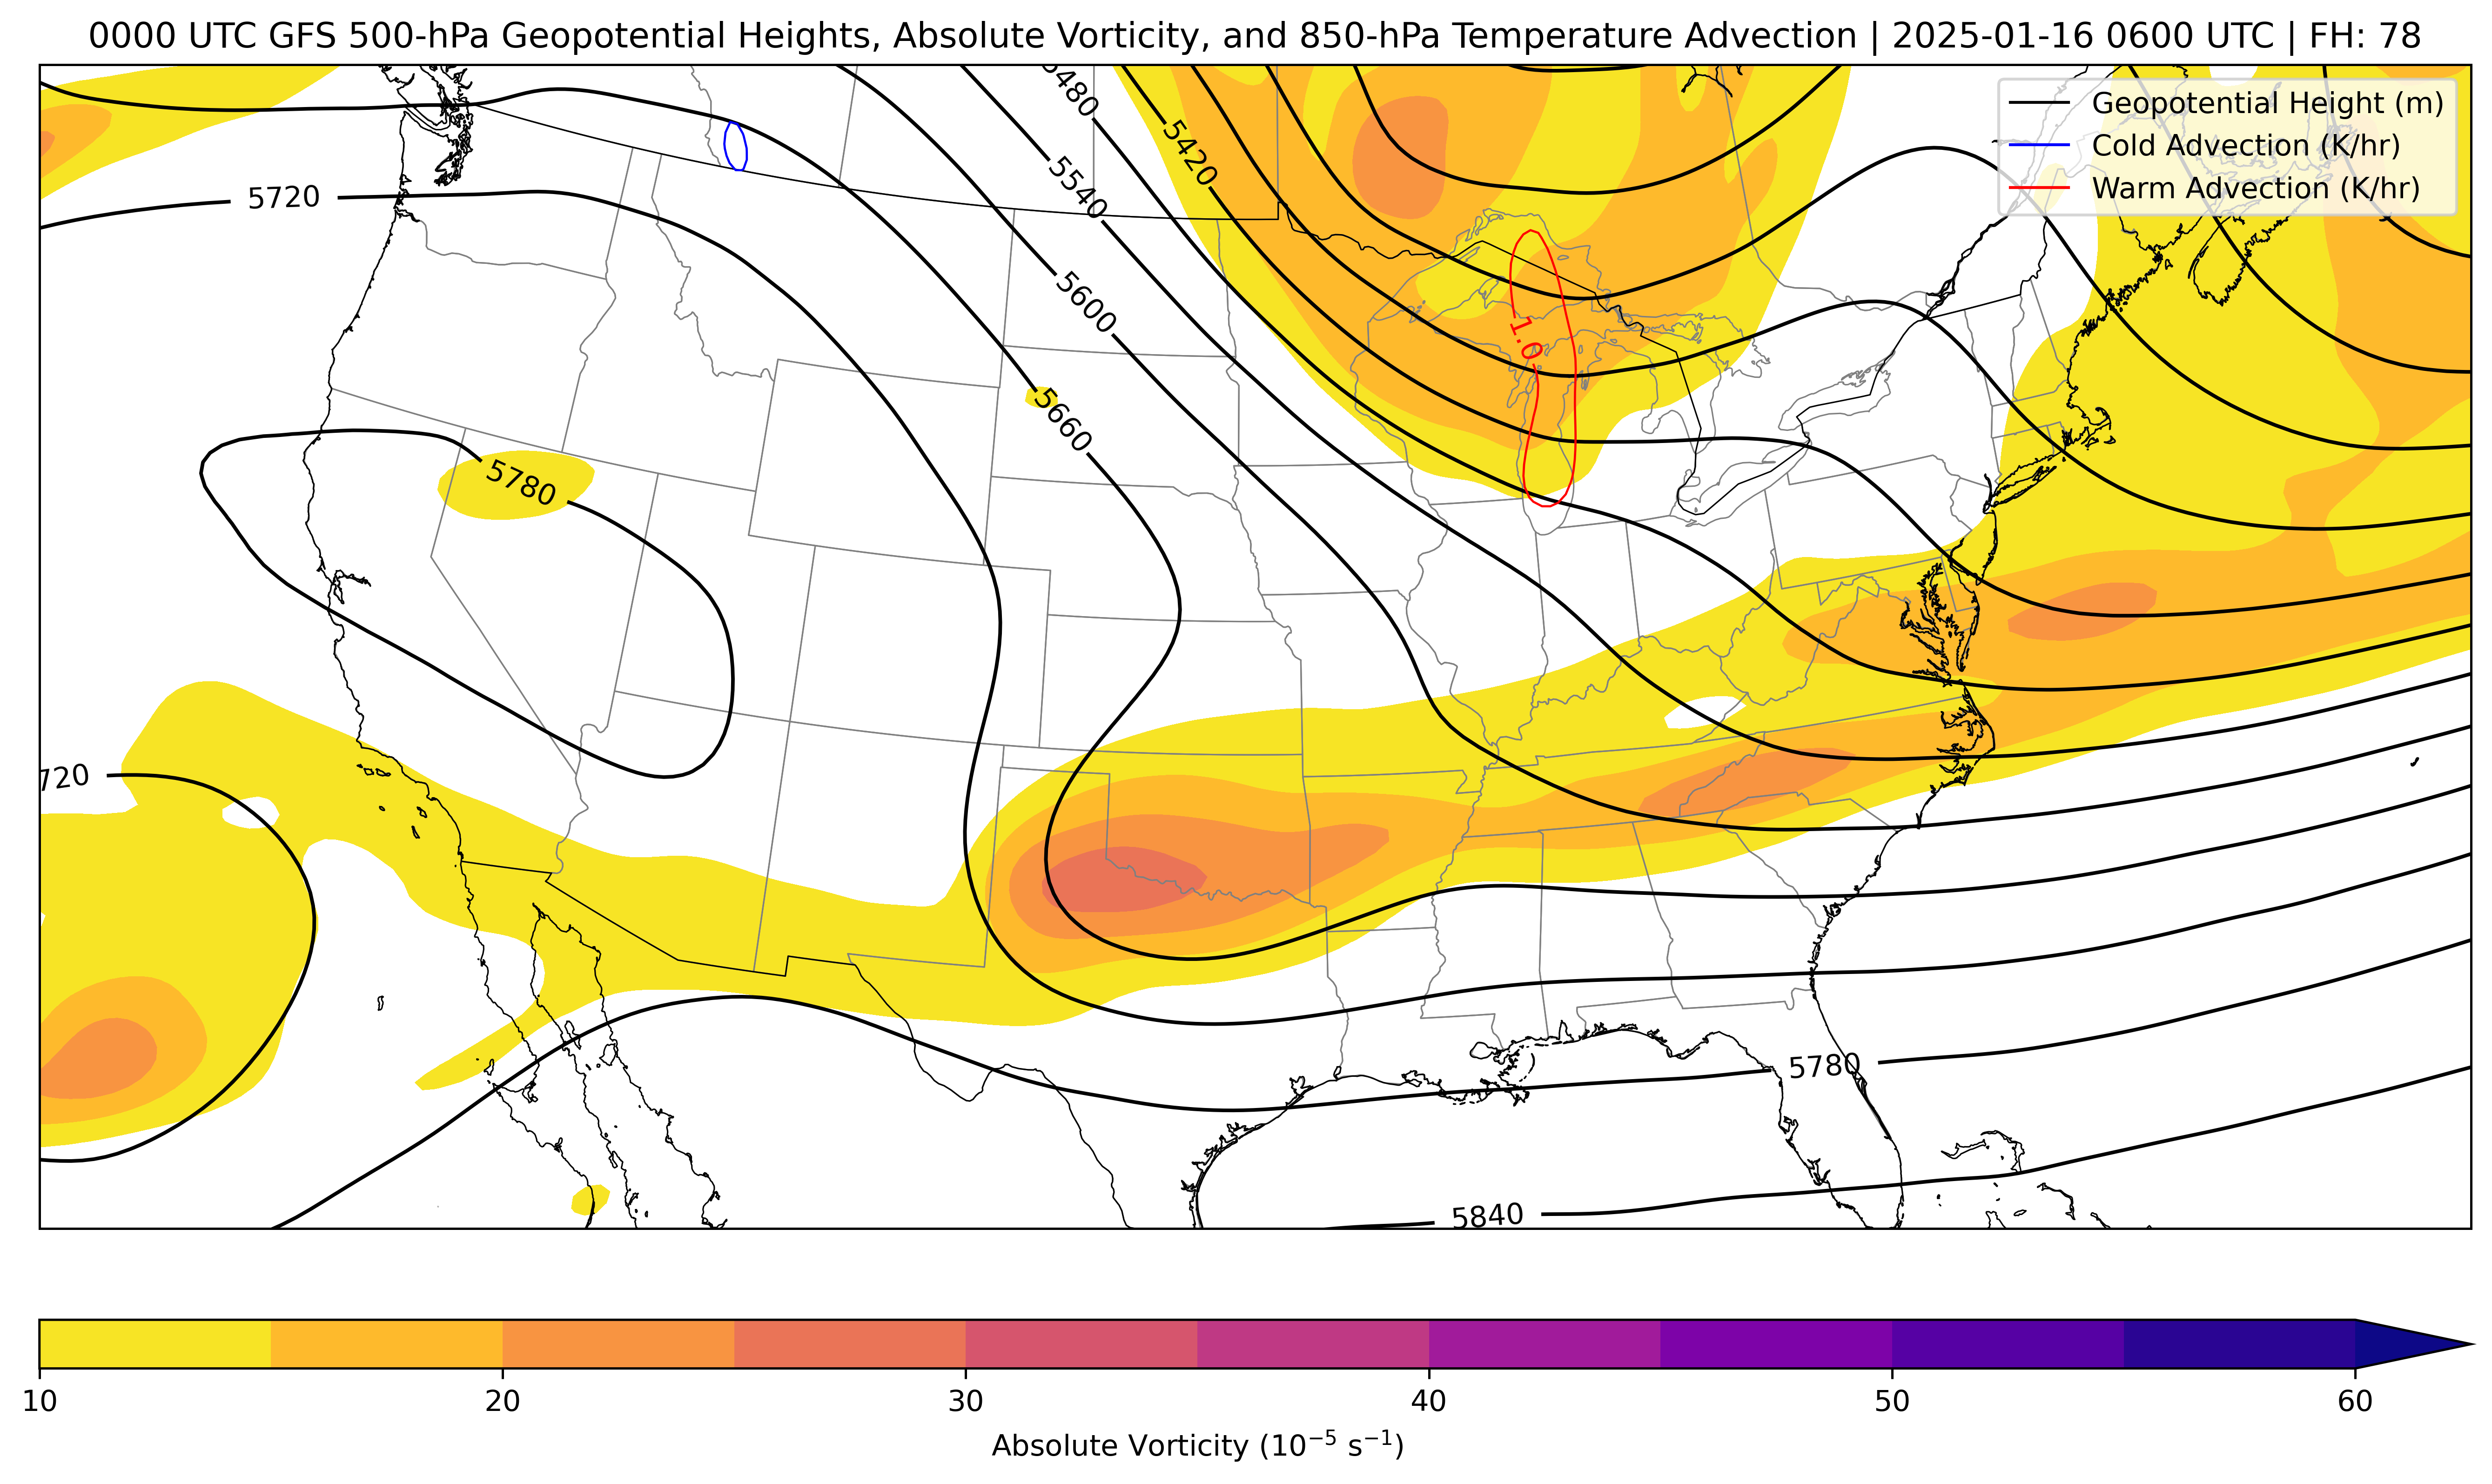 0000 UTC GFS 500-hPa Geopotential Heights, Absolute Vorticity, and 850-hPa Temperature Advection | 2025-01-16 0600 UTC | FH: 78
Geopotential Height (m)
Cold Advection (K/hr)
Warm Advection (K/hr)
5480
5420
5540
5720
5600
1.0
5660
5780
720
5780
5840
10 20 30 40 50 60
Absolute Vorticity (10⁻⁵ s⁻¹)